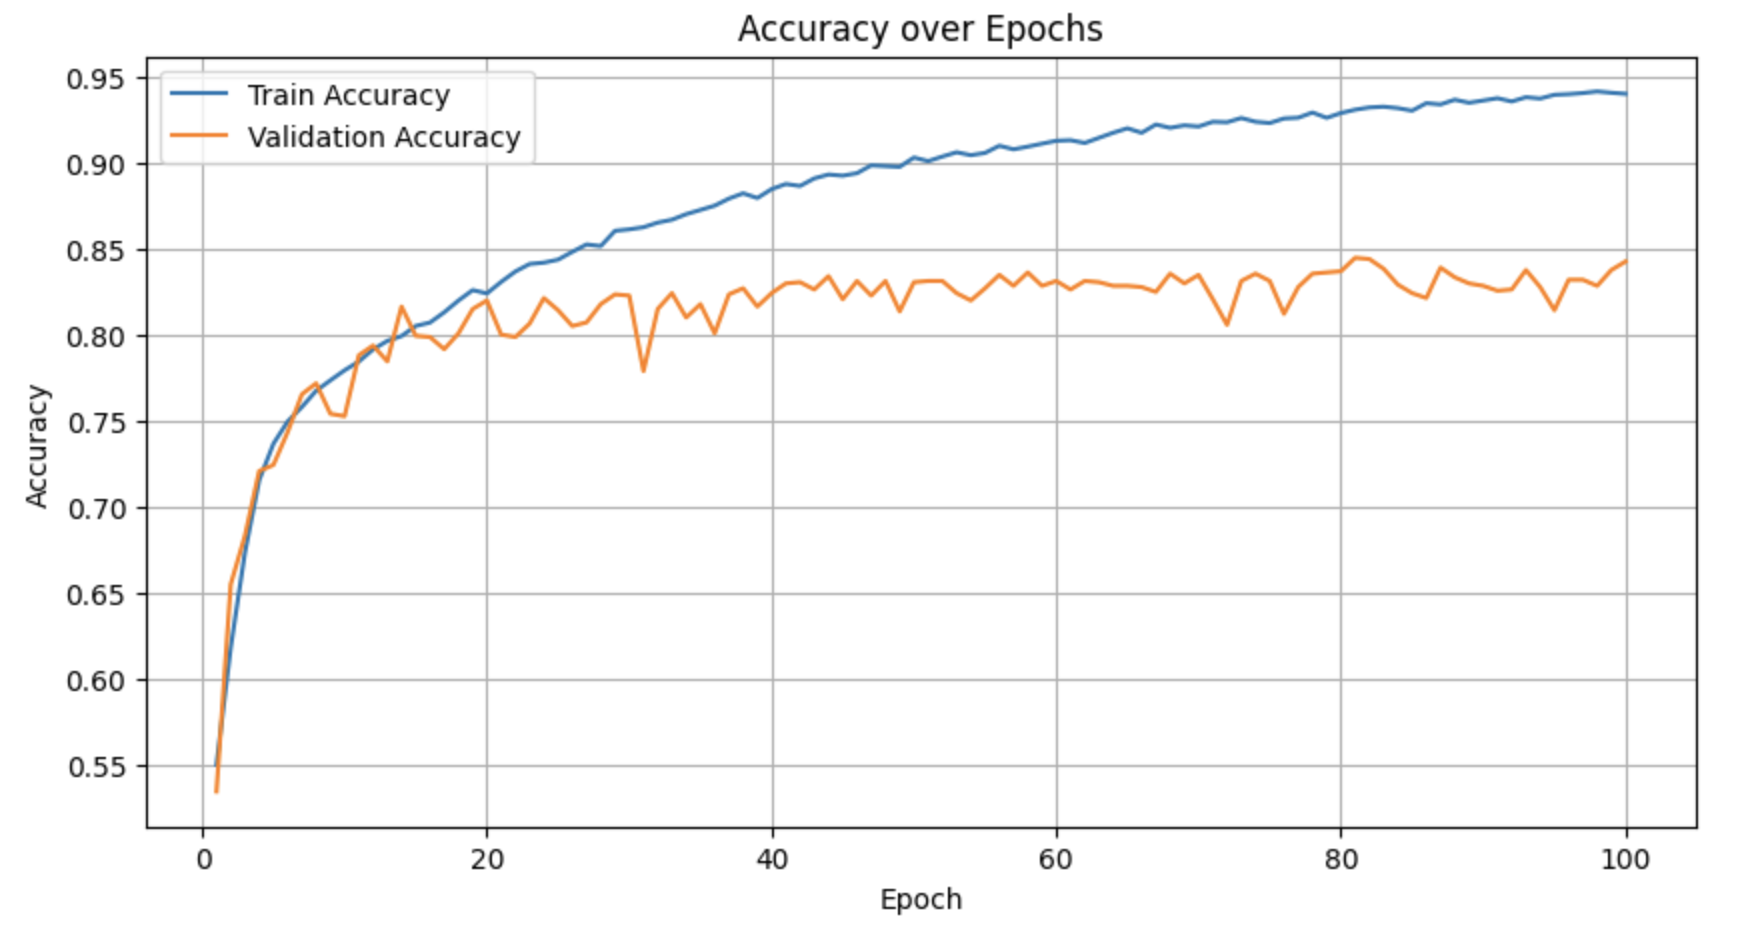 Accuracy over Epochs
Train Accuracy
Validation Accuracy
0.95
0.90
0.85
0.80
0.75
0.70
0.65
0.60
0.55
Accuracy
0 20 40 60 80 100
Epoch